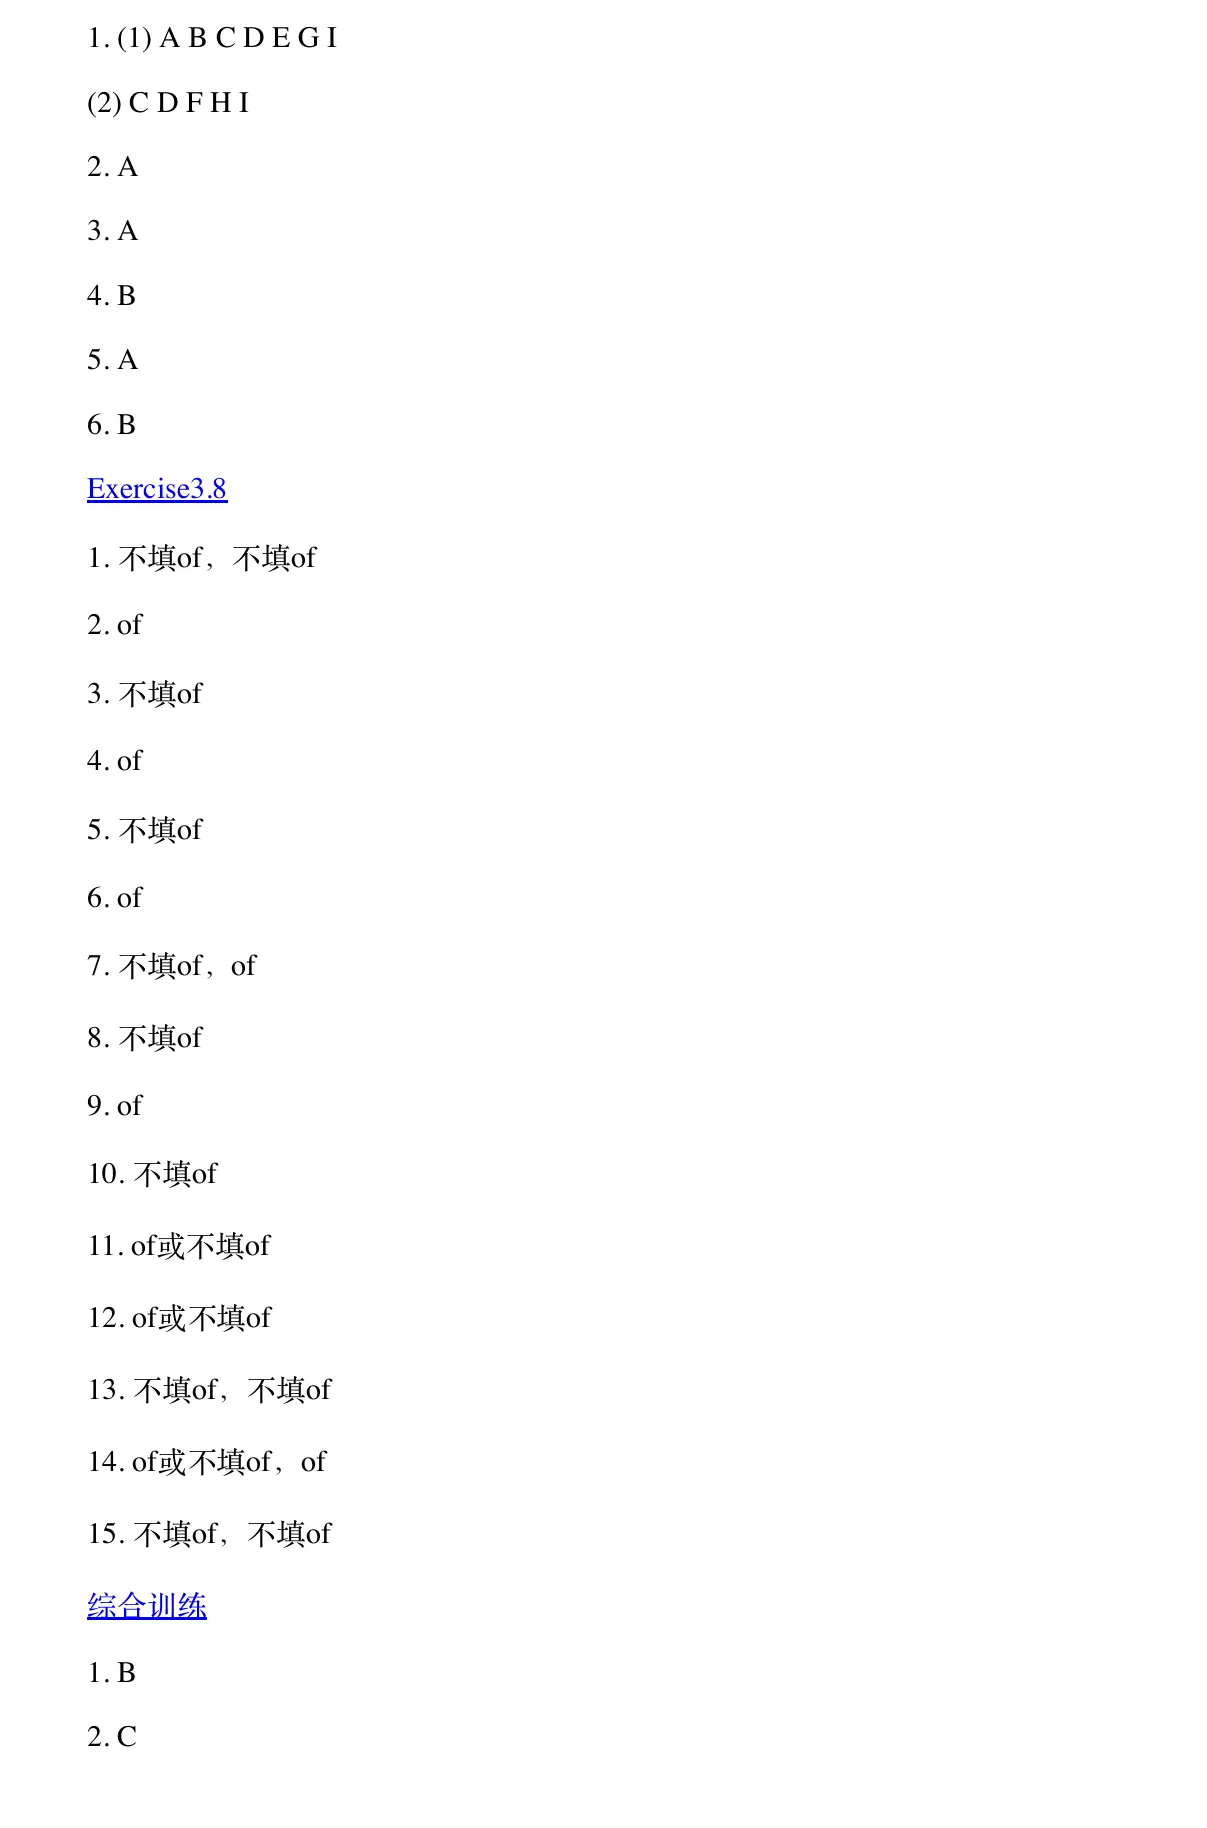 1. (1) A B C D E G I
(2) C D F H I
2. A
3. A
4. B
5. A
6. B
Exercise3.8
1. 不填of，不填of
2. of
3. 不填of
4. of
5. 不填of
6. of
7. 不填of，of
8. 不填of
9. of
10. 不填of
11. of或不填of
12. of或不填of
13. 不填of，不填of
14. of或不填of，of
15. 不填of，不填of
综合训练
1. B
2. C